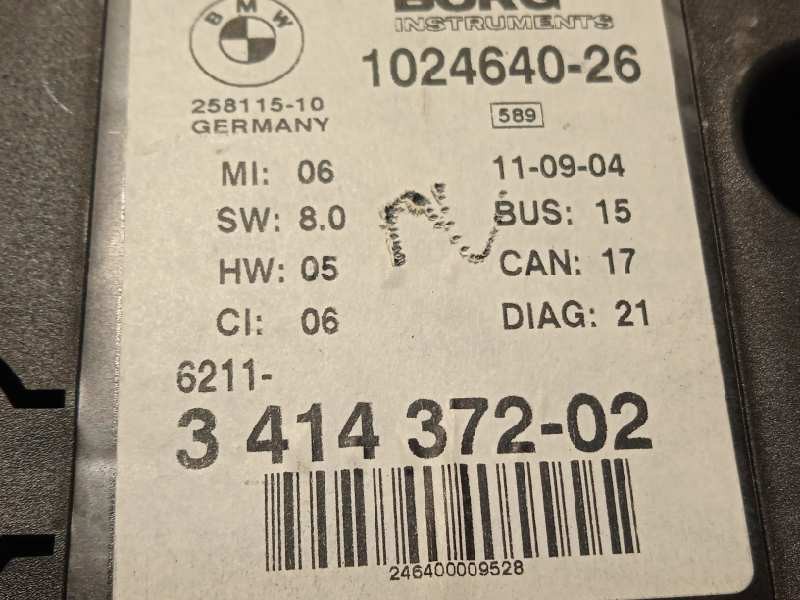 BMW
BORG
INSTRUMENTS
1024640-26
258115-10
GERMANY
589
MI: 06
11-09-04
SW: 8.0
BUS: 15
HW: 05
CAN: 17
CI: 06
DIAG: 21
6211-
3 414 372-02
246400009528